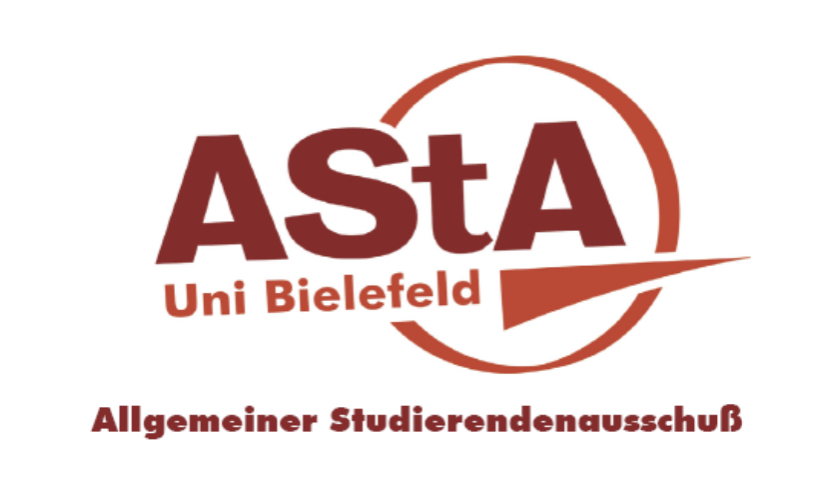 AStA
Uni Bielefeld
Allgemeiner Studierendenausschuß